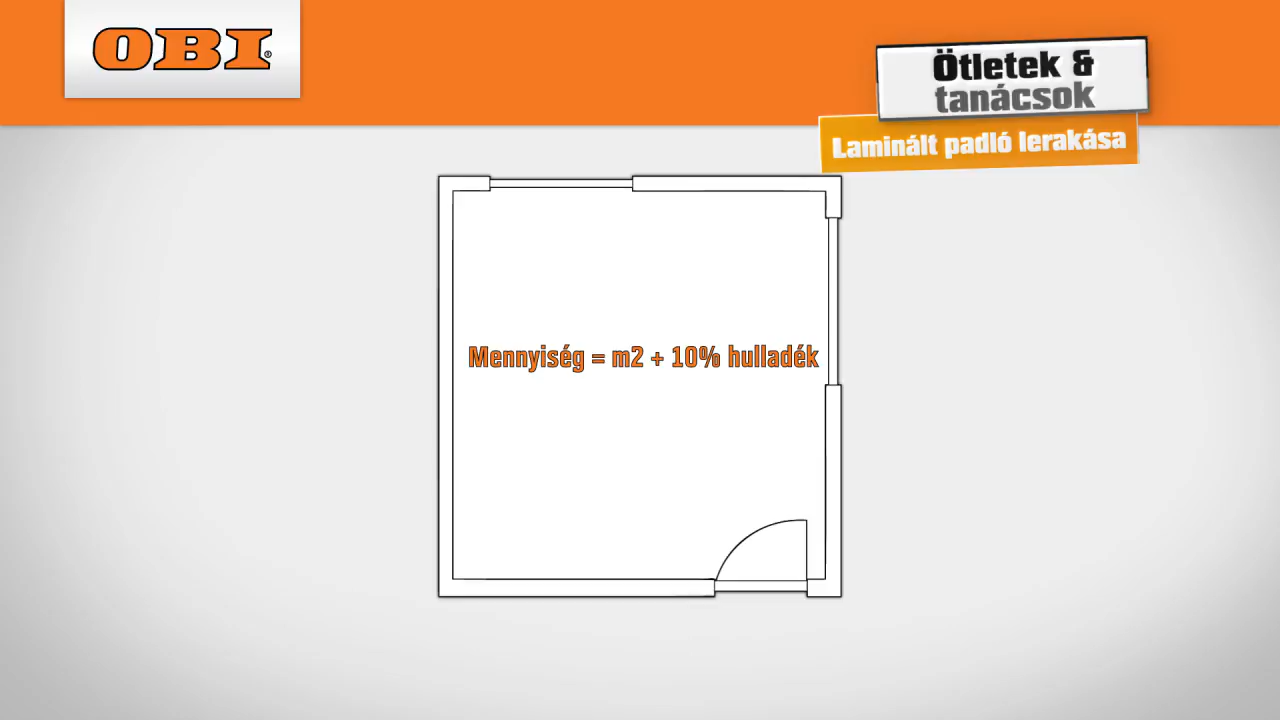 OBI®
Ötletek &
tanácsok
Laminált padló lerakása
Mennyiség = m2 + 10% hulladék